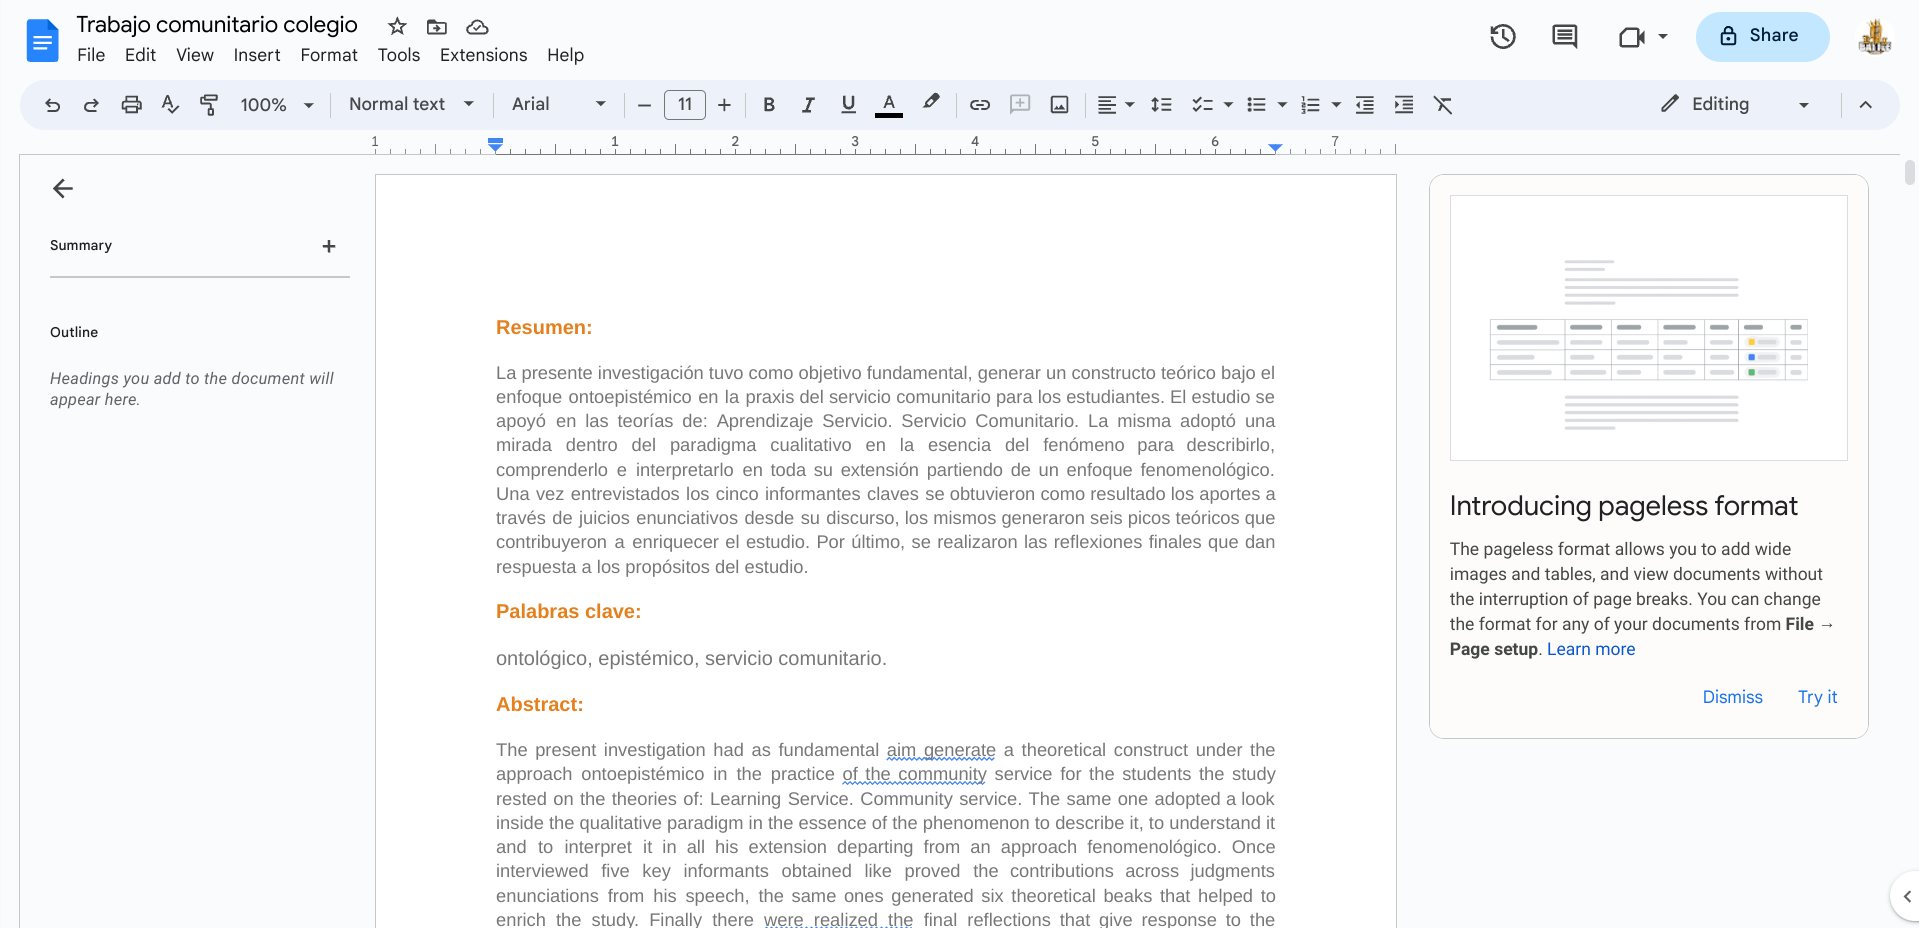 Trabajo comunitario colegio
File Edit View Insert Format Tools Extensions Help
Share
100% Normal text Arial 11 Editing
1 1 2 3 4 5 6 7
Summary
Outline
Headings you add to the document will
appear here.
Resumen:
La presente investigación tuvo como objetivo fundamental, generar un constructo teórico bajo el
enfoque ontoepistémico en la praxis del servicio comunitario para los estudiantes. El estudio se
apoyó en las teorías de: Aprendizaje Servicio. Servicio Comunitario. La misma adoptó una
mirada dentro del paradigma cualitativo en la esencia del fenómeno para describirlo,
comprenderlo e interpretarlo en toda su extensión partiendo de un enfoque fenomenológico.
Una vez entrevistados los cinco informantes claves se obtuvieron como resultado los aportes a
través de juicios enunciativos desde su discurso, los mismos generaron seis picos teóricos que
contribuyeron a enriquecer el estudio. Por último, se realizaron las reflexiones finales que dan
respuesta a los propósitos del estudio.
Palabras clave:
ontológico, epistémico, servicio comunitario.
Abstract:
The present investigation had as fundamental aim generate a theoretical construct under the
approach ontoepistémico in the practice of the community service for the students the study
rested on the theories of: Learning Service. Community service. The same one adopted a look
inside the qualitative paradigm in the essence of the phenomenon to describe it, to understand it
and to interpret it in all his extension departing from an approach fenomenológico. Once
interviewed five key informants obtained like proved the contributions across judgments
enunciations from his speech, the same ones generated six theoretical beaks that helped to
enrich the study. Finally there were realized the final reflections that give response to the
Introducing pageless format
The pageless format allows you to add wide
images and tables, and view documents without
the interruption of page breaks. You can change
the format for any of your documents from File →
Page setup. Learn more
Dismiss Try it